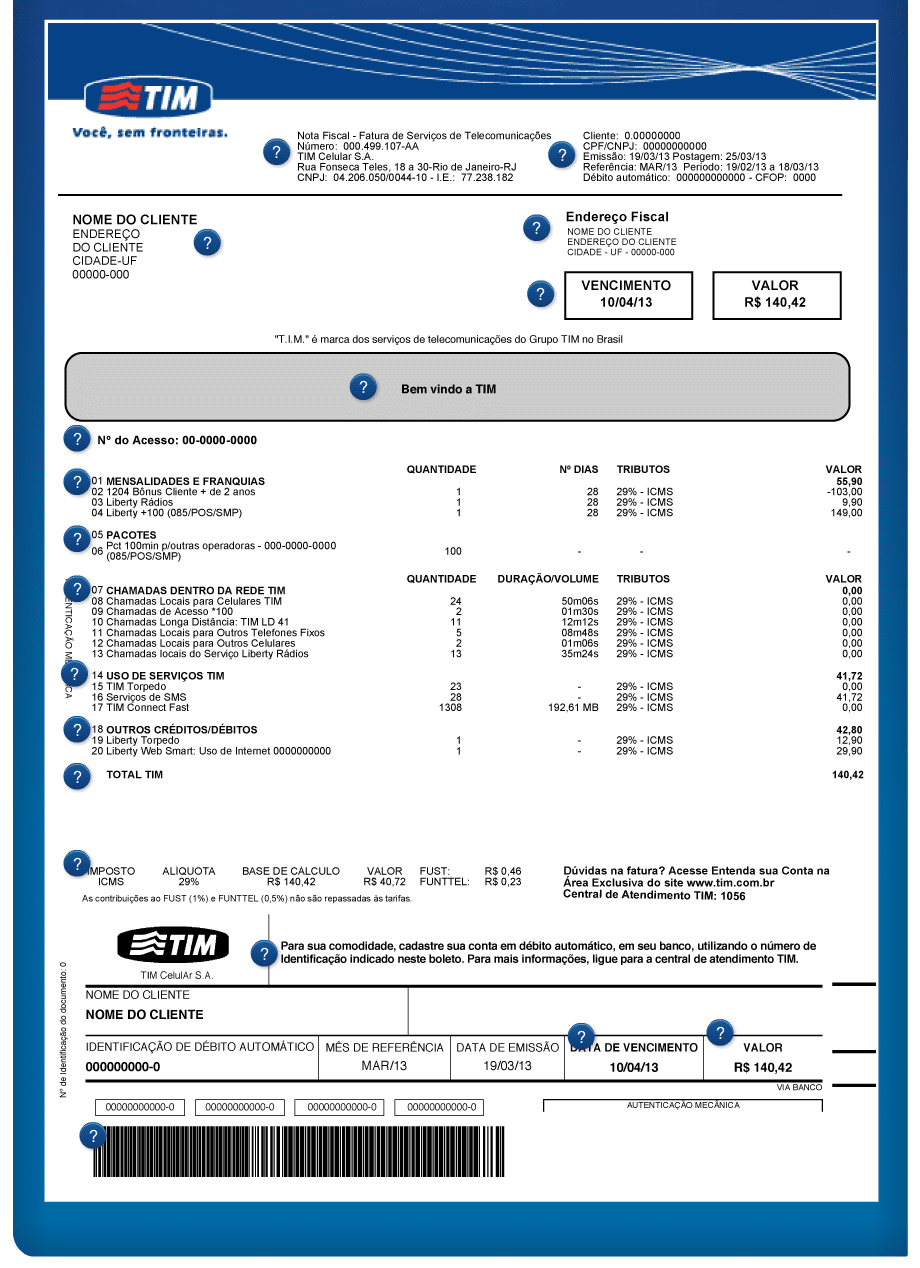 TIM
Você, sem fronteiras.
Nota Fiscal - Fatura de Serviços de Telecomunicações
Número: 000.499.107-AA
TIM Celular S.A.
Rua Fonseca Teles, 18 a 30-Rio de Janeiro-RJ
CNPJ: 04.206.050/0044-10 - I.E.: 77.238.182
Cliente: 0.00000000
CPF/CNPJ: 00000000000
Emissão: 19/03/13 Postagem: 25/03/13
Referência: MAR/13 Período: 19/02/13 a 18/03/13
Débito automático: 000000000000 - CFOP: 0000
NOME DO CLIENTE
ENDEREÇO
DO CLIENTE
CIDADE-UF
00000-000
Endereço Fiscal
NOME DO CLIENTE
ENDEREÇO DO CLIENTE
CIDADE - UF - 00000-000
VENCIMENTO
10/04/13
VALOR
R$ 140,42
"T.I.M." é marca dos serviços de telecomunicações do Grupo TIM no Brasil
Bem vindo a TIM
Nº do Acesso: 00-0000-0000
QUANTIDADE Nº DIAS TRIBUTOS VALOR
01 MENSALIDADES E FRANQUIAS 55,90
02 1204 Bônus Cliente + de 2 anos 1 28 29% - ICMS -103,00
03 Liberty Rádios 1 28 29% - ICMS 9,90
04 Liberty +100 (085/POS/SMP) 1 28 29% - ICMS 149,00
05 PACOTES
06 Pct 100min p/outras operadoras - 000-0000-0000 100 - - -
(085/POS/SMP)
QUANTIDADE DURAÇÃO/VOLUME TRIBUTOS VALOR
07 CHAMADAS DENTRO DA REDE TIM 0,00
08 Chamadas Locais para Celulares TIM 24 50m06s 29% - ICMS 0,00
09 Chamadas de Acesso *100 2 01m30s 29% - ICMS 0,00
10 Chamadas Longa Distância: TIM LD 41 11 12m12s 29% - ICMS 0,00
11 Chamadas Locais para Outros Telefones Fixos 5 08m48s 29% - ICMS 0,00
12 Chamadas Locais para Outros Celulares 2 01m06s 29% - ICMS 0,00
13 Chamadas locais do Serviço Liberty Rádios 13 35m24s 29% - ICMS 0,00
14 USO DE SERVIÇOS TIM 41,72
15 TIM Torpedo 23 - 29% - ICMS 0,00
16 Serviços de SMS 28 - 29% - ICMS 41,72
17 TIM Connect Fast 1308 192,61 MB 29% - ICMS 0,00
18 OUTROS CRÉDITOS/DÉBITOS 42,80
19 Liberty Torpedo 1 - 29% - ICMS 12,90
20 Liberty Web Smart: Uso de Internet 0000000000 1 - 29% - ICMS 29,90
TOTAL TIM 140,42
IMPOSTO ALÍQUOTA BASE DE CÁLCULO VALOR FUST: R$ 0,46
ICMS 29% R$ 140,42 R$ 40,72 FUNTTEL: R$ 0,23
As contribuições ao FUST (1%) e FUNTTEL (0,5%) não são repassadas às tarifas.
Dúvidas na fatura? Acesse Entenda sua Conta na
Área Exclusiva do site www.tim.com.br
Central de Atendimento TIM: 1056
TIM
TIM CelulAr S.A.
Para sua comodidade, cadastre sua conta em débito automático, em seu banco, utilizando o número de
Identificação indicado neste boleto. Para mais informações, ligue para a central de atendimento TIM.
Nº de identificação do documento: 0
NOME DO CLIENTE
NOME DO CLIENTE
IDENTIFICAÇÃO DE DÉBITO AUTOMÁTICO MÊS DE REFERÊNCIA DATA DE EMISSÃO DATA DE VENCIMENTO VALOR
000000000-0 MAR/13 19/03/13 10/04/13 R$ 140,42
VIA BANCO
00000000000-0 00000000000-0 00000000000-0 00000000000-0
AUTENTICAÇÃO MECÂNICA